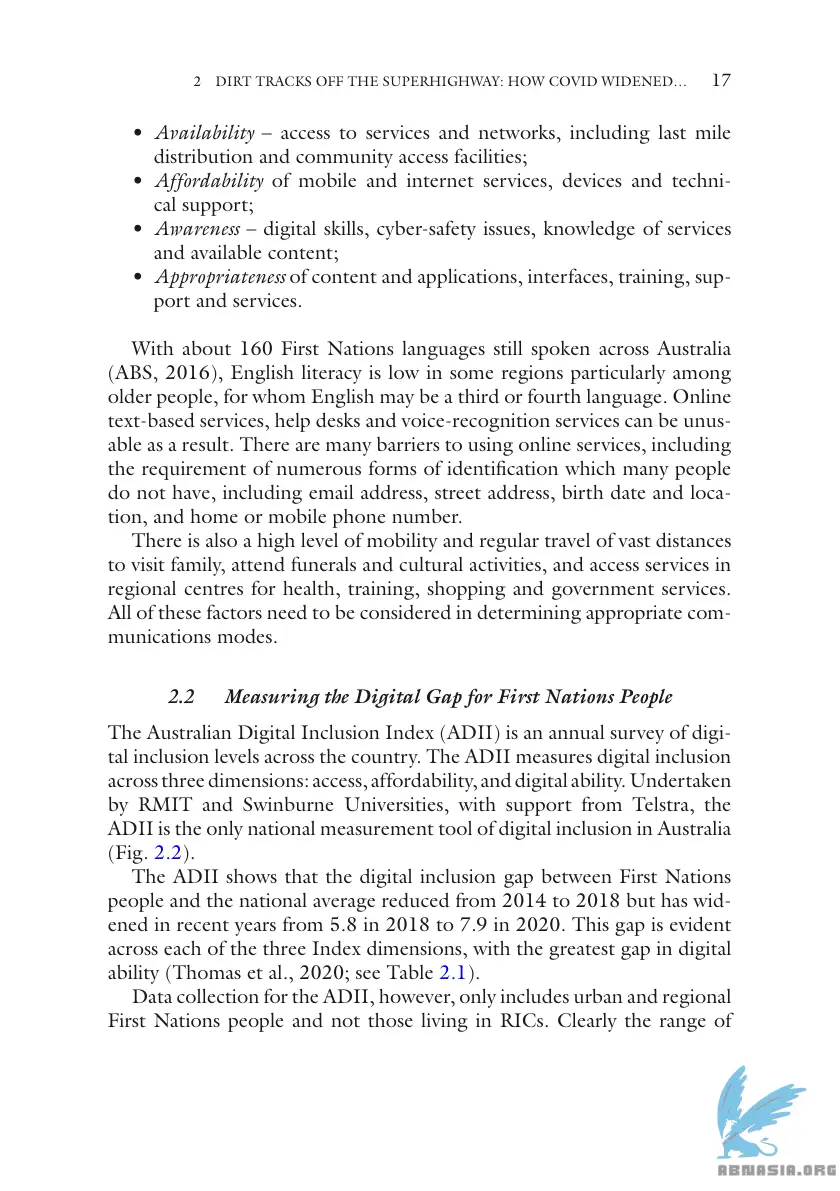 2 DIRT TRACKS OFF THE SUPERHIGHWAY: HOW COVID WIDENED… 17
• Availability – access to services and networks, including last mile
distribution and community access facilities;
• Affordability of mobile and internet services, devices and techni-
cal support;
• Awareness – digital skills, cyber-safety issues, knowledge of services
and available content;
• Appropriateness of content and applications, interfaces, training, sup-
port and services.
With about 160 First Nations languages still spoken across Australia
(ABS, 2016), English literacy is low in some regions particularly among
older people, for whom English may be a third or fourth language. Online
text-based services, help desks and voice-recognition services can be unus-
able as a result. There are many barriers to using online services, including
the requirement of numerous forms of identification which many people
do not have, including email address, street address, birth date and loca-
tion, and home or mobile phone number.
There is also a high level of mobility and regular travel of vast distances
to visit family, attend funerals and cultural activities, and access services in
regional centres for health, training, shopping and government services.
All of these factors need to be considered in determining appropriate com-
munications modes.
2.2 Measuring the Digital Gap for First Nations People
The Australian Digital Inclusion Index (ADII) is an annual survey of digi-
tal inclusion levels across the country. The ADII measures digital inclusion
across three dimensions: access, affordability, and digital ability. Undertaken
by RMIT and Swinburne Universities, with support from Telstra, the
ADII is the only national measurement tool of digital inclusion in Australia
(Fig. 2.2).
The ADII shows that the digital inclusion gap between First Nations
people and the national average reduced from 2014 to 2018 but has wid-
ened in recent years from 5.8 in 2018 to 7.9 in 2020. This gap is evident
across each of the three Index dimensions, with the greatest gap in digital
ability (Thomas et al., 2020; see Table 2.1).
Data collection for the ADII, however, only includes urban and regional
First Nations people and not those living in RICs. Clearly the range of
ABNASIA.ORG